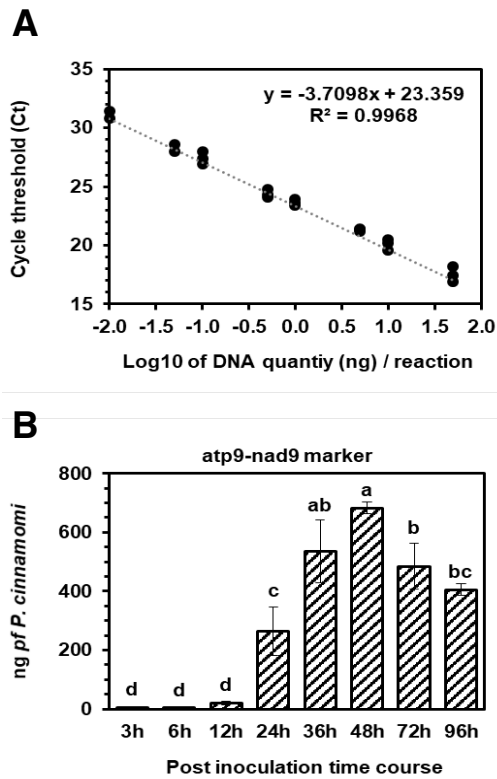 A
35
30
25
20
15
Cycle threshold (Ct)
y = -3.7098x + 23.359
R² = 0.9968
-2.0 -1.5 -1.0 -0.5 0.0 0.5 1.0 1.5 2.0
Log10 of DNA quantiy (ng) / reaction
B
atp9-nad9 marker
800
600
400
200
0
ng pf P. cinnamomi
d d d c ab a b bc
3h 6h 12h 24h 36h 48h 72h 96h
Post inoculation time course